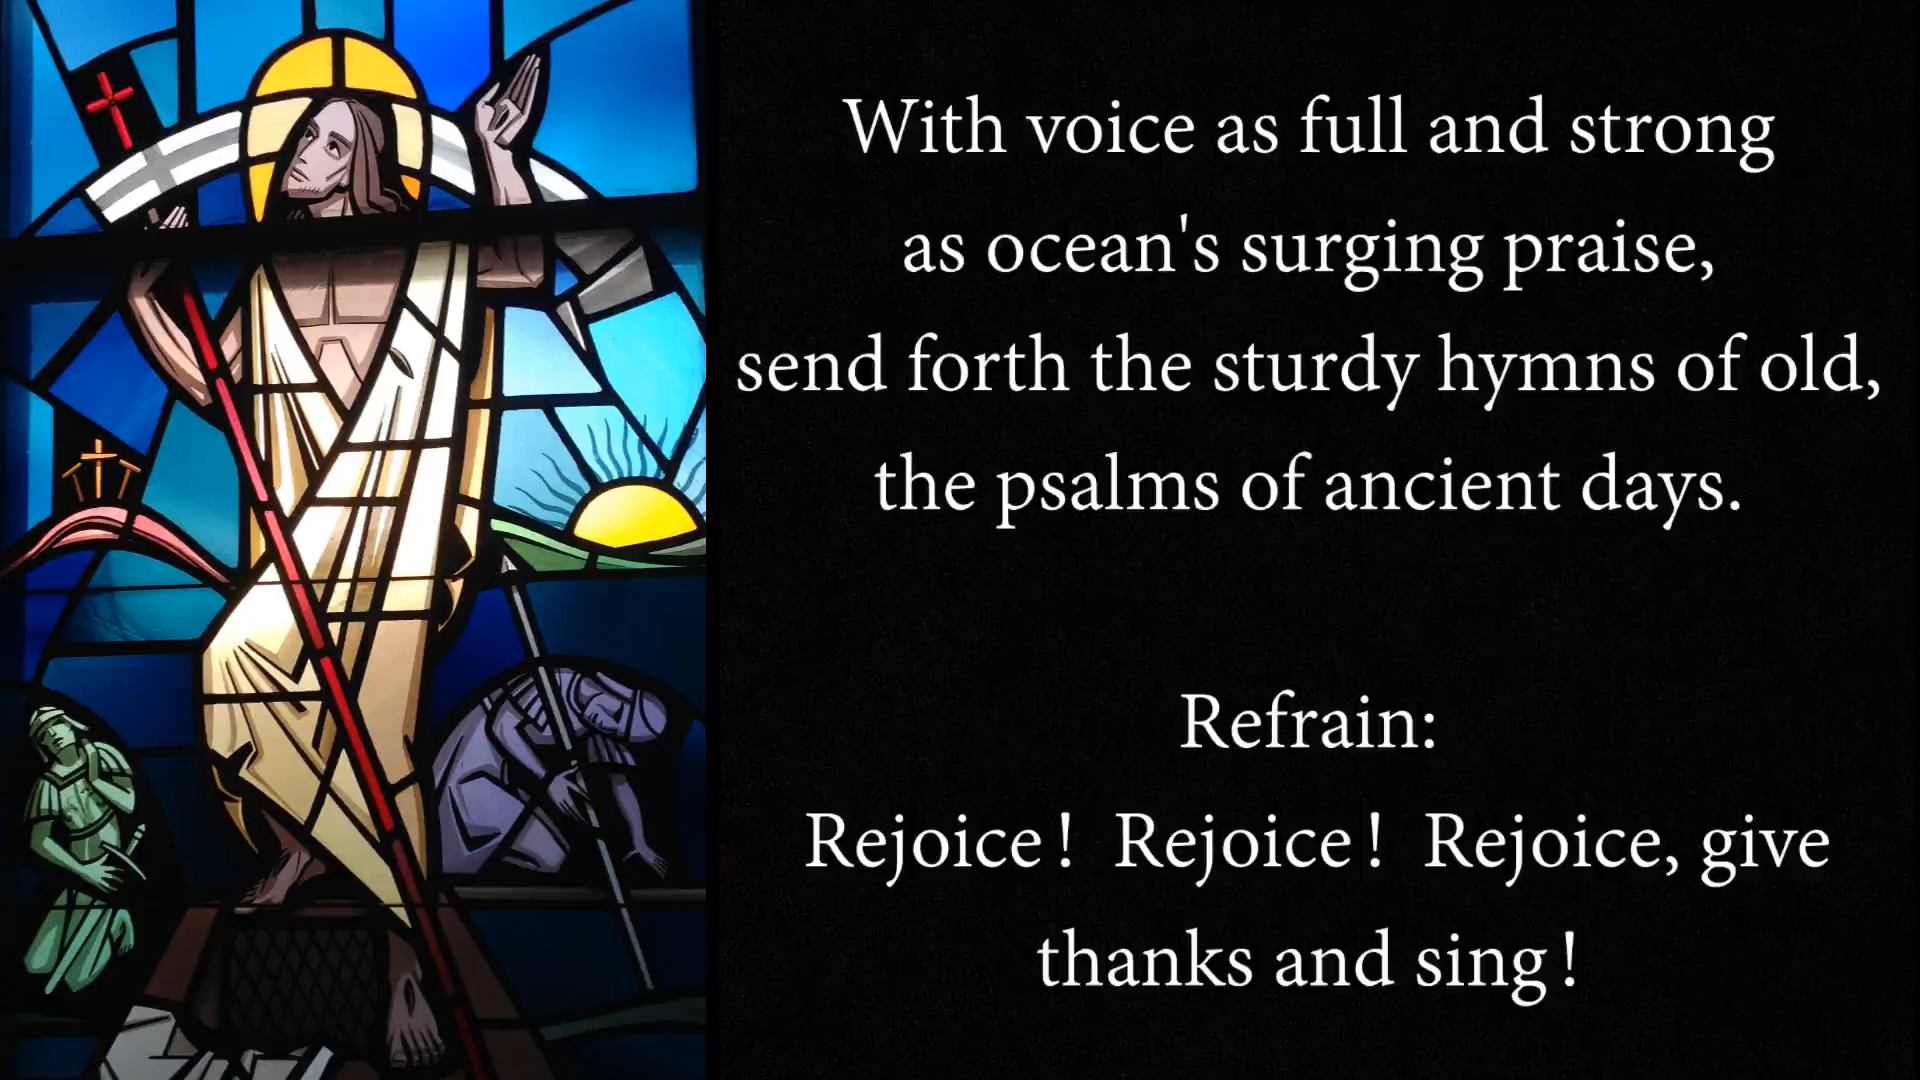 With voice as full and strong
as ocean's surging praise,
send forth the sturdy hymns of old,
the psalms of ancient days.
Refrain:
Rejoice! Rejoice! Rejoice, give
thanks and sing!